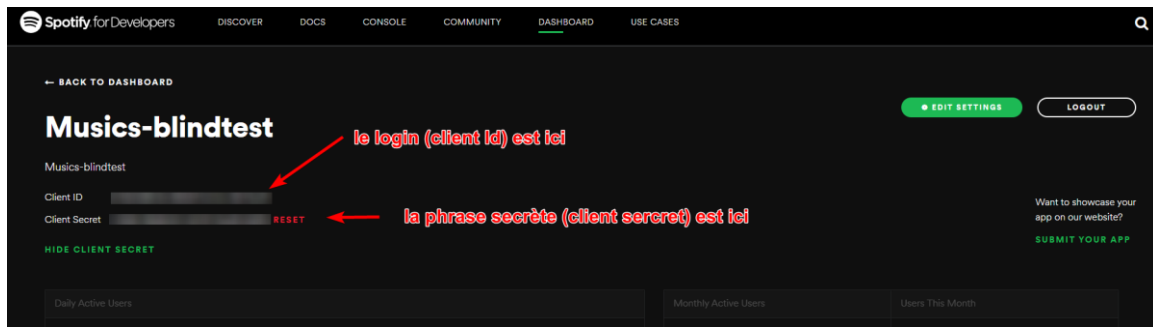 Spotify for Developers DISCOVER DOCS CONSOLE COMMUNITY DASHBOARD USE CASES
← BACK TO DASHBOARD
EDIT SETTINGS LOGOUT
Musics-blindtest
le login (client Id) est ici
Musics-blindtest
Client ID
Client Secret RESET
la phrase secrète (client sercret) est ici
Want to showcase your
app on our website?
SUBMIT YOUR APP
HIDE CLIENT SECRET
Daily Active Users Monthly Active Users Users This Month